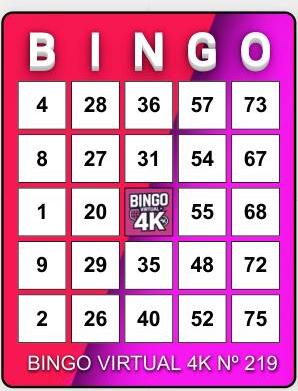 B I N G O
4 28 36 57 73
8 27 31 54 67
1 20 BINGO VIRTUAL 4K 55 68
9 29 35 48 72
2 26 40 52 75
BINGO VIRTUAL 4K Nº 219